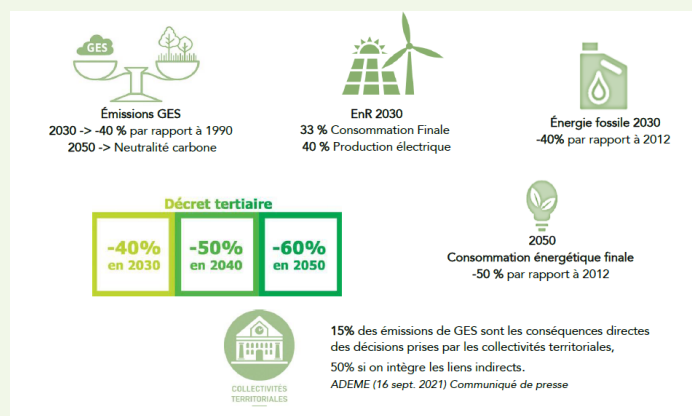 GES
Émissions GES
2030 -> -40 % par rapport à 1990
2050 -> Neutralité carbone
EnR 2030
33 % Consommation Finale
40 % Production électrique
Énergie fossile 2030
-40% par rapport à 2012
Décret tertiaire
-40%
en 2030
-50%
en 2040
-60%
en 2050
2050
Consommation énergétique finale
-50 % par rapport à 2012
COLLECTIVITÉS
TERRITORIALES
15% des émissions de GES sont les conséquences directes
des décisions prises par les collectivités territoriales,
50% si on intègre les liens indirects.
ADEME (16 sept. 2021) Communiqué de presse